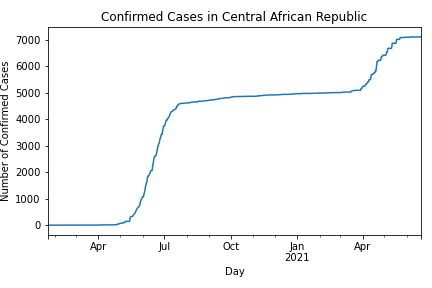 Confirmed Cases in Central African Republic
Number of Confirmed Cases
7000
6000
5000
4000
3000
2000
1000
0
Apr
Jul
Oct
Jan
2021
Apr
Day